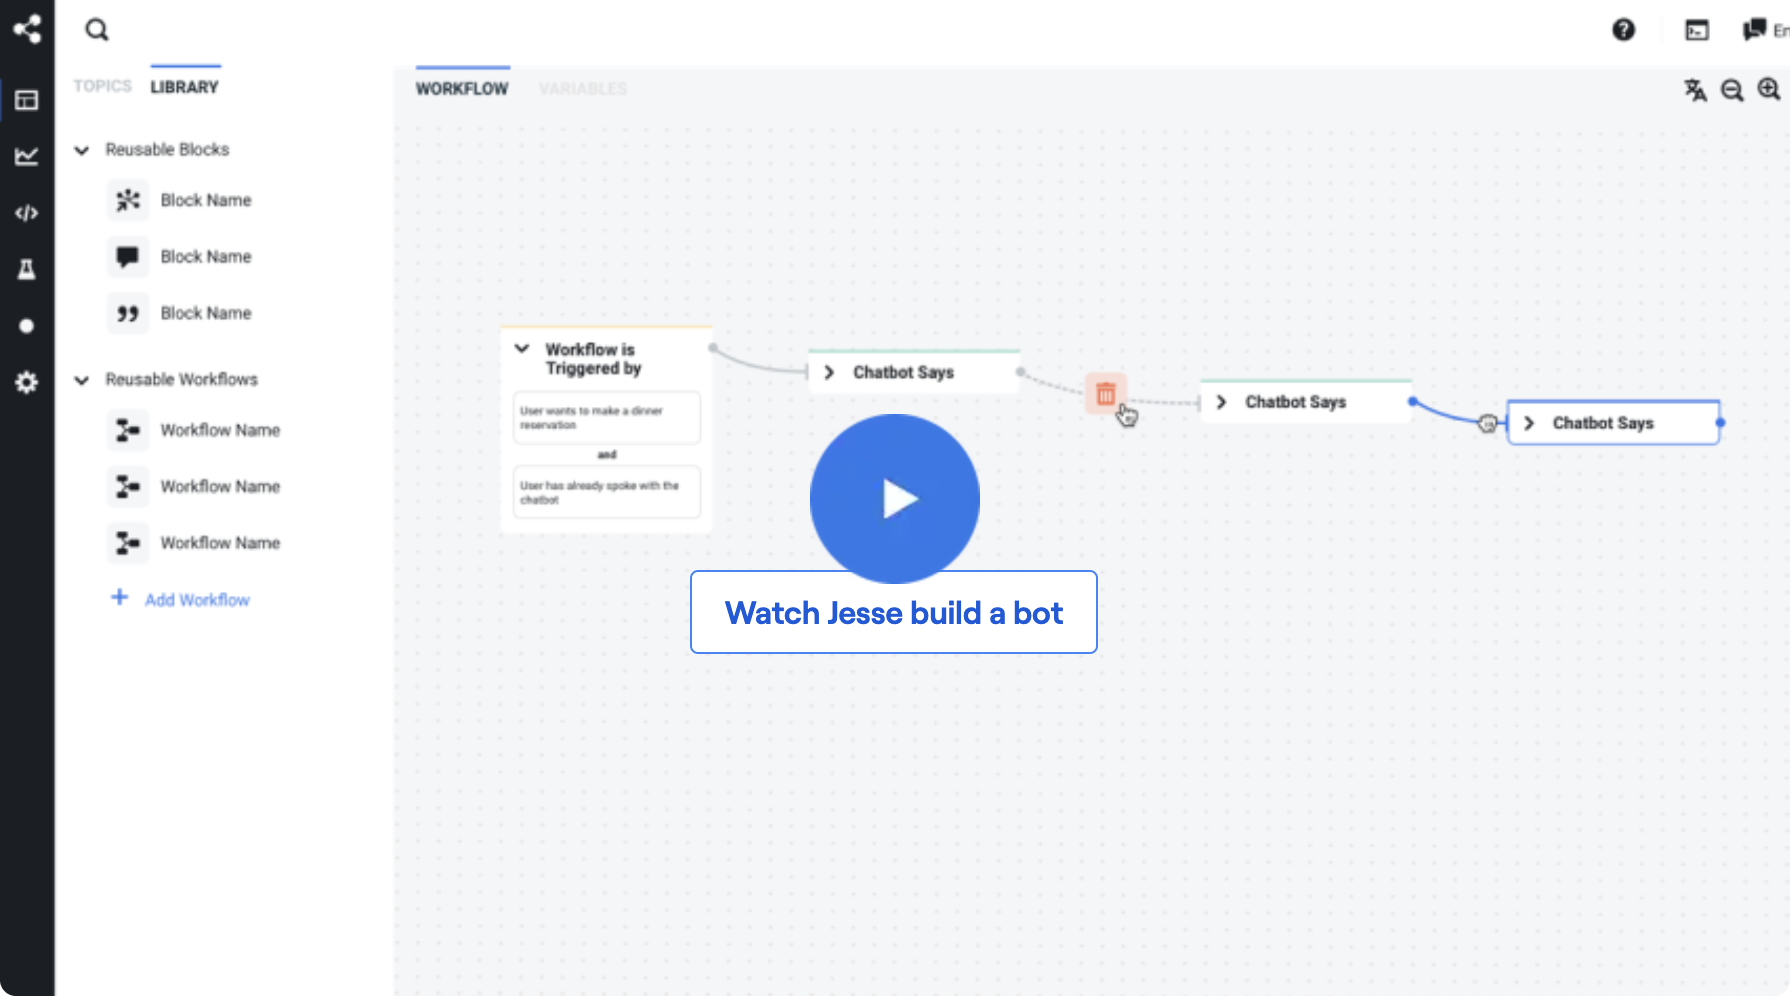 En
TOPICS LIBRARY
WORKFLOW VARIABLES
Reusable Blocks
Block Name
Block Name
Block Name
Reusable Workflows
Workflow Name
Workflow Name
Workflow Name
Add Workflow
Workflow is
Triggered by
User wants to make a dinner
reservation
and
User has already spoke with the
chatbot
Chatbot Says
Chatbot Says
Chatbot Says
Watch Jesse build a bot